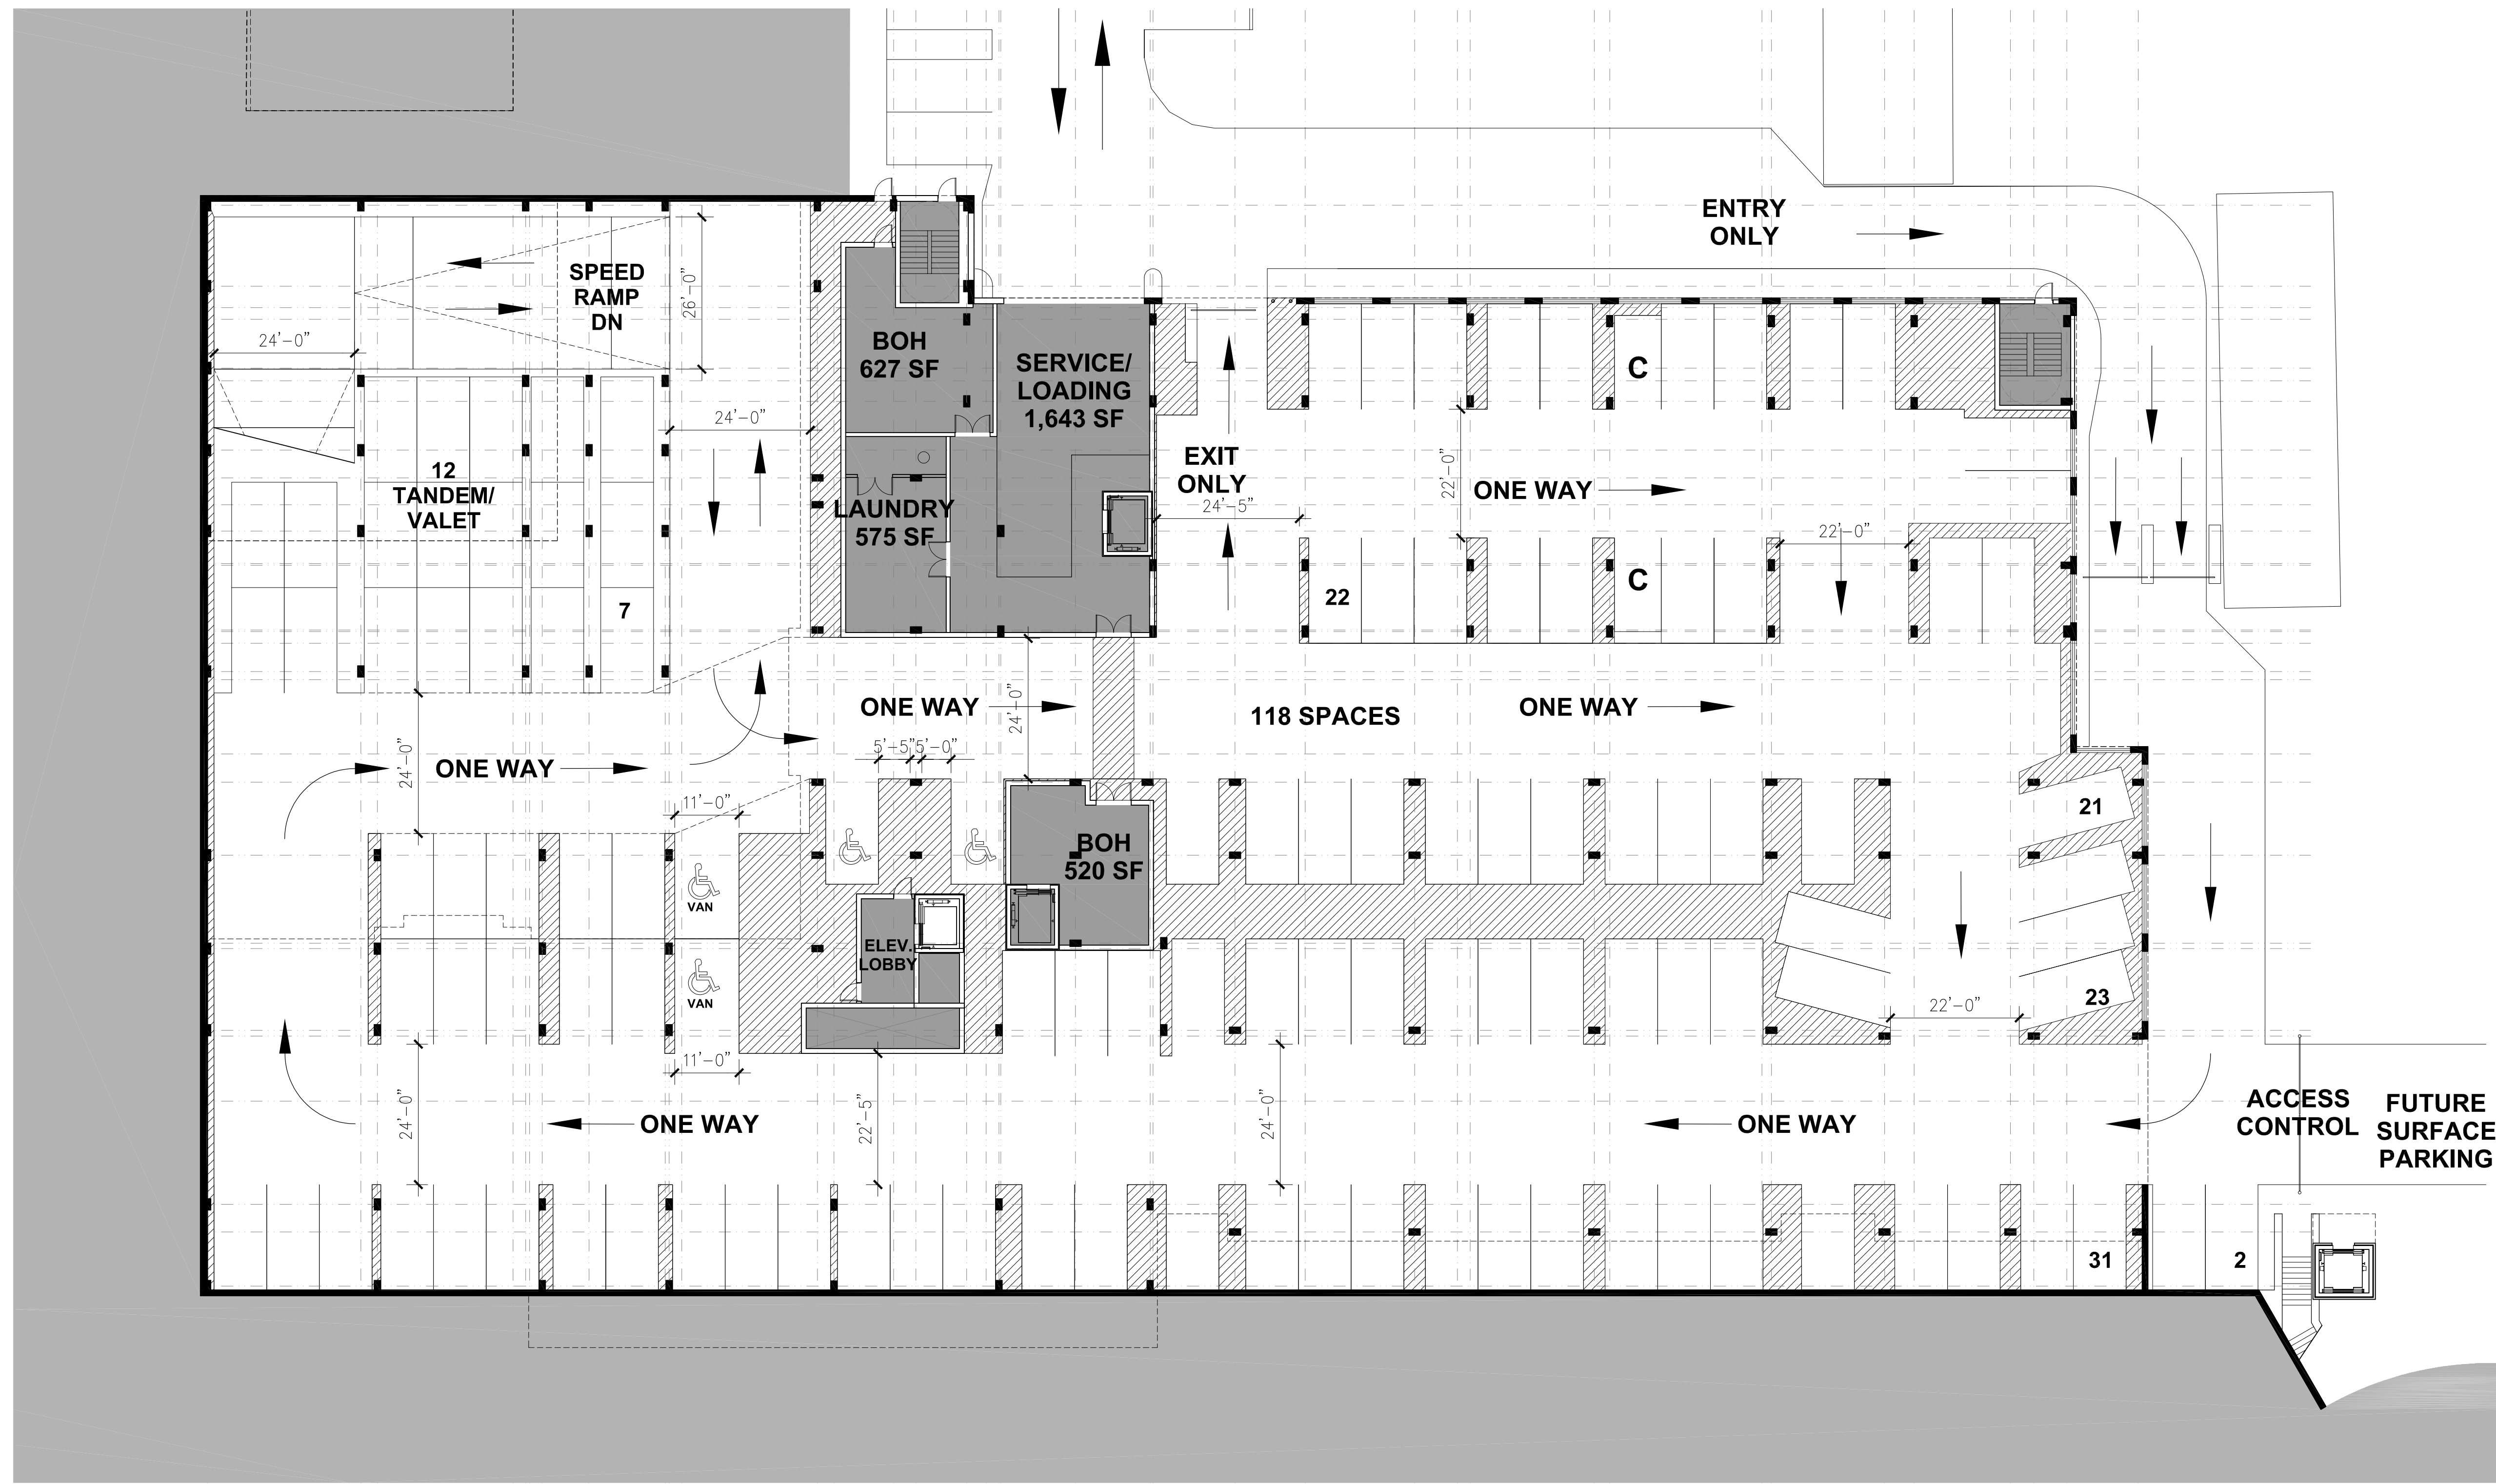 ENTRY
ONLY
SPEED
RAMP
DN
26'-0"
24'-0"
BOH
627 SF
SERVICE/
LOADING
1,643 SF
C
24'-0"
12
TANDEM/
VALET
EXIT
ONLY
24'-5"
22'-0"
ONE WAY
LAUNDRY
575 SF
22'-0"
7
22
C
24'-0"
ONE WAY
118 SPACES
ONE WAY
24'-0"
ONE WAY
5'-5"
5'-0"
11'-0"
21
BOH
520 SF
VAN
ELEV.
LOBBY
VAN
23
22'-0"
11'-0"
24'-0"
ONE WAY
22'-5"
24'-0"
ONE WAY
ACCESS
CONTROL
FUTURE
SURFACE
PARKING
31
2